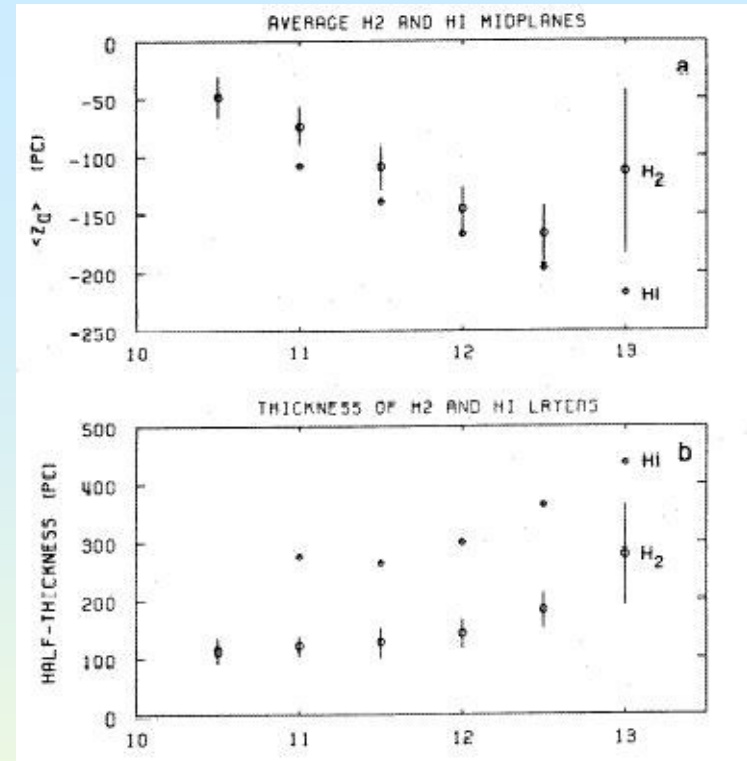 AVERAGE H2 AND HI MIDPLANES
a
0
-50
-100
-150
-200
-250
<Z0> (PC)
H2
HI
10 11 12 13
THICKNESS OF H2 AND HI LAYERS
b
500
400
300
200
100
0
HALF-THICKNESS (PC)
HI
H2
10 11 12 13